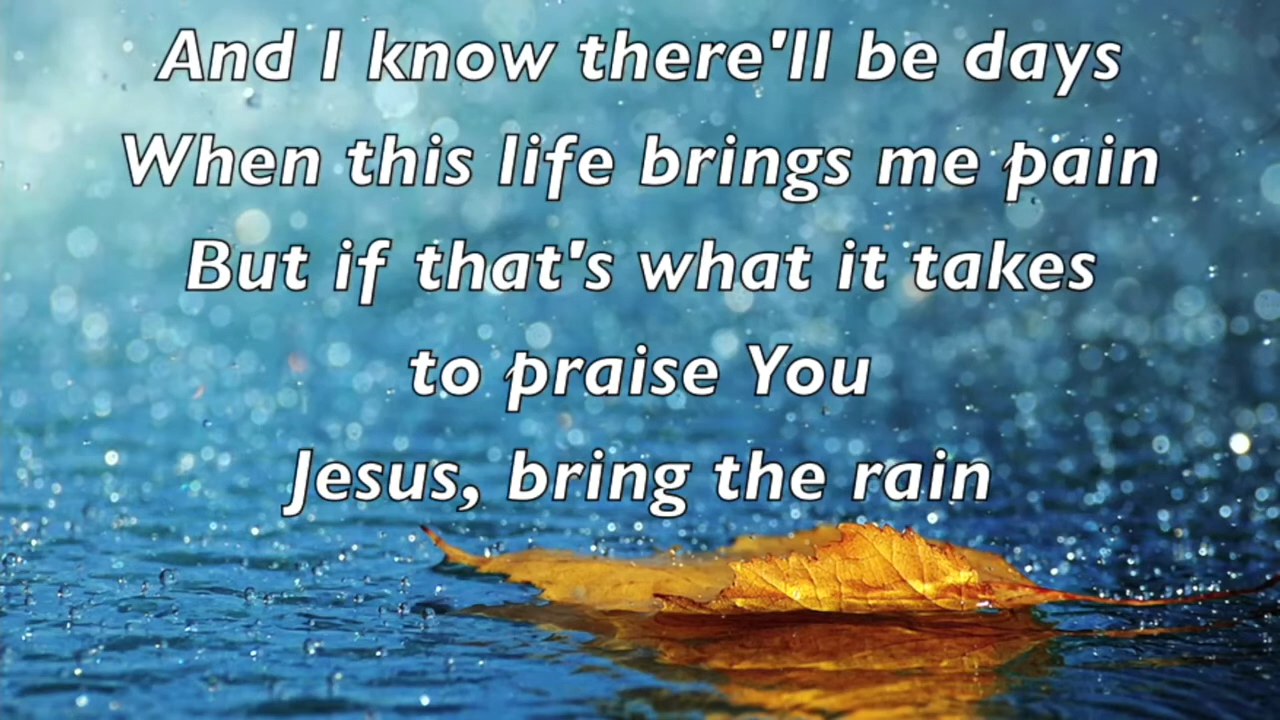 And I know there'll be days
When this life brings me pain
But if that's what it takes
to praise You
Jesus, bring the rain